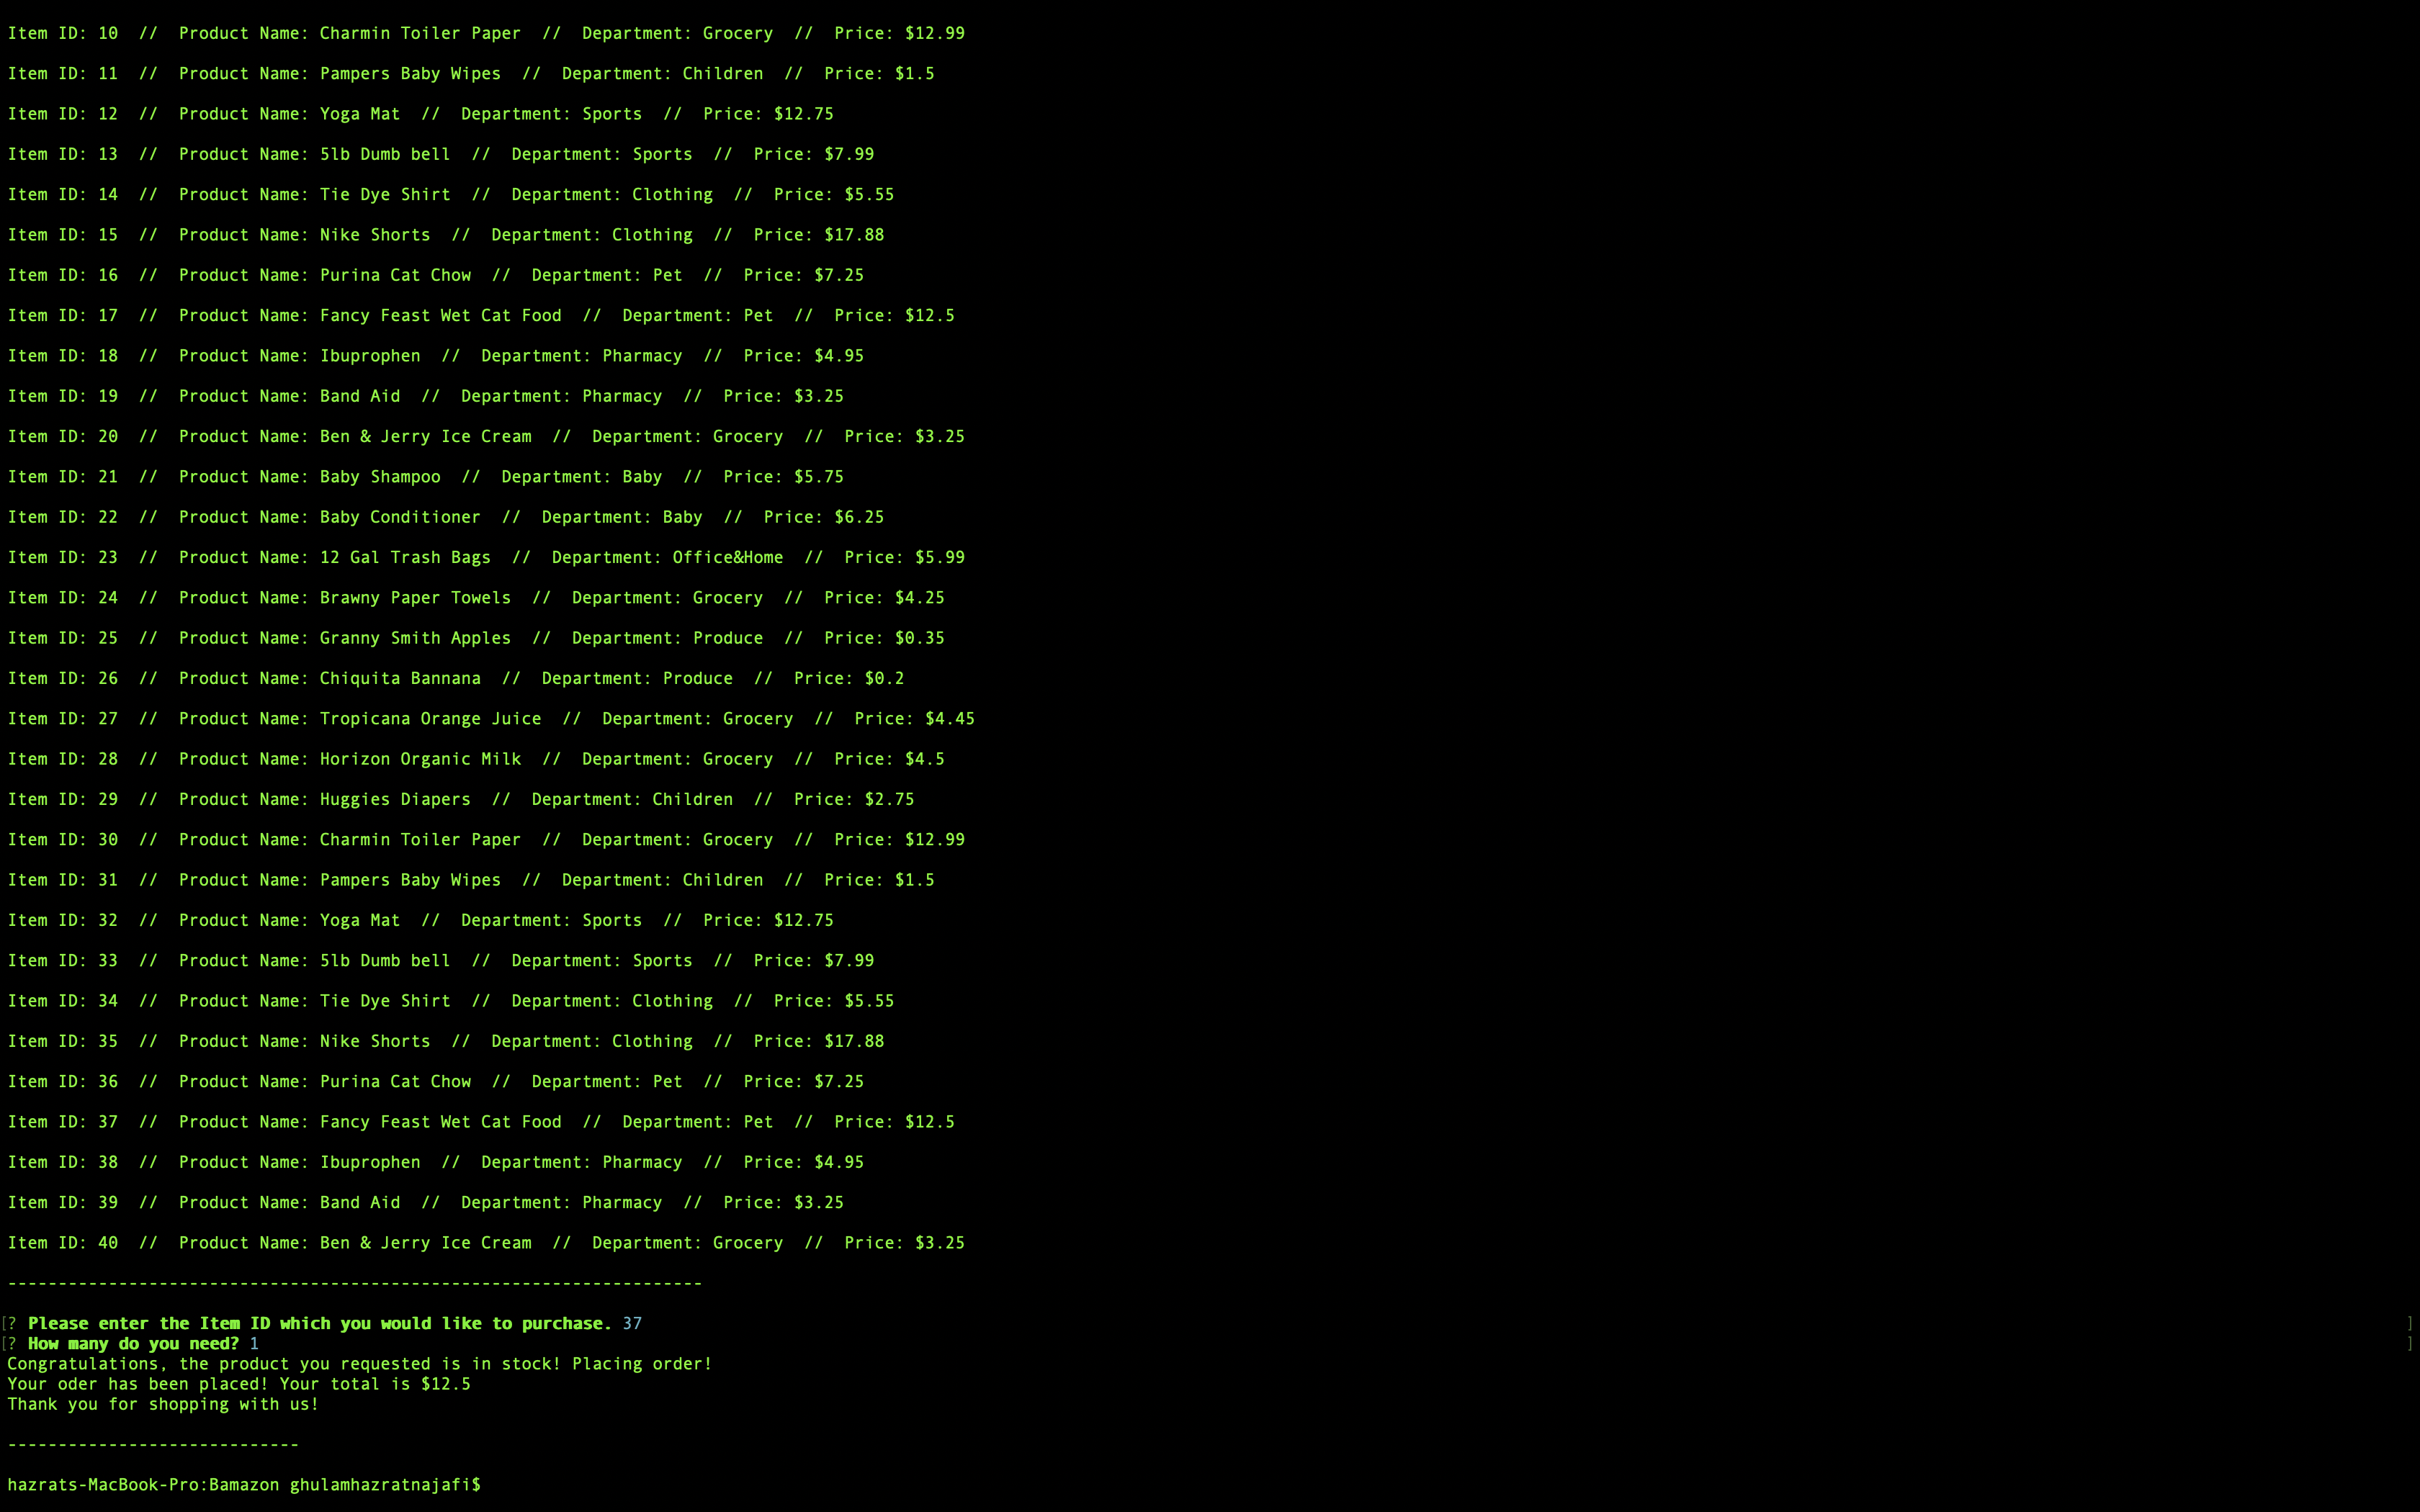 Item ID: 10  //  Product Name: Charmin Toiler Paper  //  Department: Grocery  //  Price: $12.99
Item ID: 11  //  Product Name: Pampers Baby Wipes  //  Department: Children  //  Price: $1.5
Item ID: 12  //  Product Name: Yoga Mat  //  Department: Sports  //  Price: $12.75
Item ID: 13  //  Product Name: 5lb Dumb bell  //  Department: Sports  //  Price: $7.99
Item ID: 14  //  Product Name: Tie Dye Shirt  //  Department: Clothing  //  Price: $5.55
Item ID: 15  //  Product Name: Nike Shorts  //  Department: Clothing  //  Price: $17.88
Item ID: 16  //  Product Name: Purina Cat Chow  //  Department: Pet  //  Price: $7.25
Item ID: 17  //  Product Name: Fancy Feast Wet Cat Food  //  Department: Pet  //  Price: $12.5
Item ID: 18  //  Product Name: Ibuprophen  //  Department: Pharmacy  //  Price: $4.95
Item ID: 19  //  Product Name: Band Aid  //  Department: Pharmacy  //  Price: $3.25
Item ID: 20  //  Product Name: Ben & Jerry Ice Cream  //  Department: Grocery  //  Price: $3.25
Item ID: 21  //  Product Name: Baby Shampoo  //  Department: Baby  //  Price: $5.75
Item ID: 22  //  Product Name: Baby Conditioner  //  Department: Baby  //  Price: $6.25
Item ID: 23  //  Product Name: 12 Gal Trash Bags  //  Department: Office&Home  //  Price: $5.99
Item ID: 24  //  Product Name: Brawny Paper Towels  //  Department: Grocery  //  Price: $4.25
Item ID: 25  //  Product Name: Granny Smith Apples  //  Department: Produce  //  Price: $0.35
Item ID: 26  //  Product Name: Chiquita Bannana  //  Department: Produce  //  Price: $0.2
Item ID: 27  //  Product Name: Tropicana Orange Juice  //  Department: Grocery  //  Price: $4.45
Item ID: 28  //  Product Name: Horizon Organic Milk  //  Department: Grocery  //  Price: $4.5
Item ID: 29  //  Product Name: Huggies Diapers  //  Department: Children  //  Price: $2.75
Item ID: 30  //  Product Name: Charmin Toiler Paper  //  Department: Grocery  //  Price: $12.99
Item ID: 31  //  Product Name: Pampers Baby Wipes  //  Department: Children  //  Price: $1.5
Item ID: 32  //  Product Name: Yoga Mat  //  Department: Sports  //  Price: $12.75
Item ID: 33  //  Product Name: 5lb Dumb bell  //  Department: Sports  //  Price: $7.99
Item ID: 34  //  Product Name: Tie Dye Shirt  //  Department: Clothing  //  Price: $5.55
Item ID: 35  //  Product Name: Nike Shorts  //  Department: Clothing  //  Price: $17.88
Item ID: 36  //  Product Name: Purina Cat Chow  //  Department: Pet  //  Price: $7.25
Item ID: 37  //  Product Name: Fancy Feast Wet Cat Food  //  Department: Pet  //  Price: $12.5
Item ID: 38  //  Product Name: Ibuprophen  //  Department: Pharmacy  //  Price: $4.95
Item ID: 39  //  Product Name: Band Aid  //  Department: Pharmacy  //  Price: $3.25
Item ID: 40  //  Product Name: Ben & Jerry Ice Cream  //  Department: Grocery  //  Price: $3.25
---------------------------------------------------------------------
[? Please enter the Item ID which you would like to purchase. 37 ]
[? How many do you need? 1 ]
Congratulations, the product you requested is in stock! Placing order!
Your oder has been placed! Your total is $12.5
Thank you for shopping with us!
-----------------------------
hazrats-MacBook-Pro:Bamazon ghulamhazratnajafi$